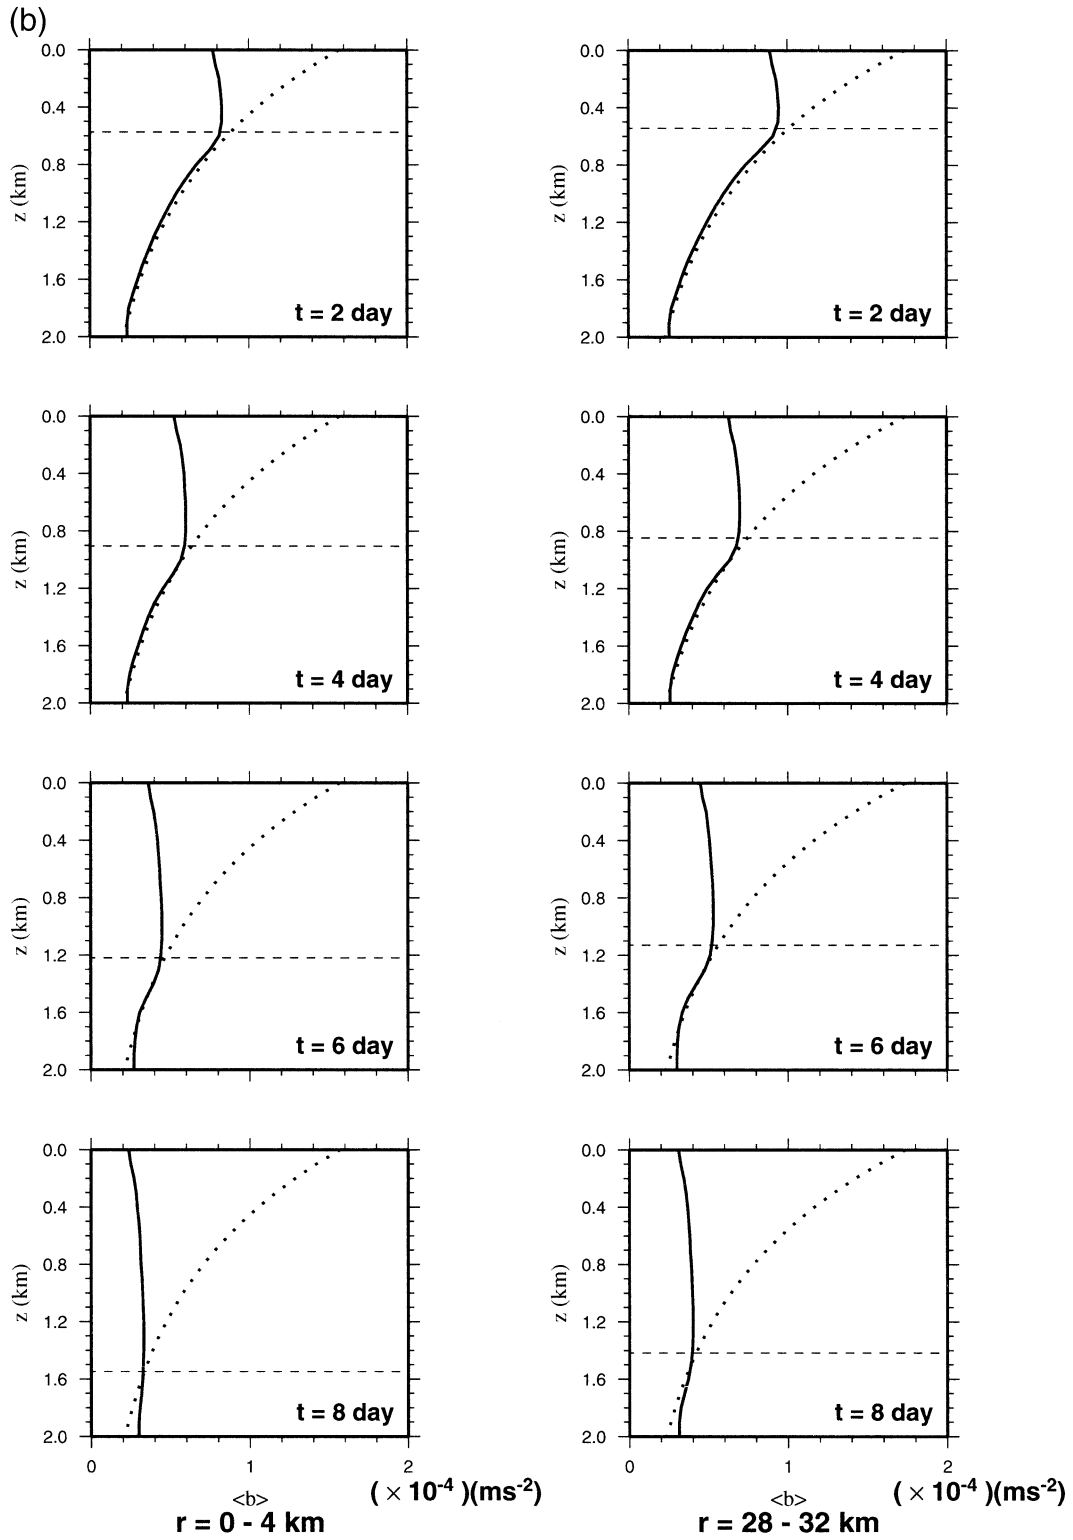 (b)
0.0
0.4
0.8
1.2
1.6
2.0
z (km)
t = 2 day
0.0
0.4
0.8
1.2
1.6
2.0
z (km)
t = 2 day
0.0
0.4
0.8
1.2
1.6
2.0
z (km)
t = 4 day
0.0
0.4
0.8
1.2
1.6
2.0
z (km)
t = 4 day
0.0
0.4
0.8
1.2
1.6
2.0
z (km)
t = 6 day
0.0
0.4
0.8
1.2
1.6
2.0
z (km)
t = 6 day
0.0
0.4
0.8
1.2
1.6
2.0
z (km)
t = 8 day
0 1 2
<b> (×10⁻⁴)(ms⁻²)
r = 0 - 4 km
0.0
0.4
0.8
1.2
1.6
2.0
z (km)
t = 8 day
0 1 2
<b> (×10⁻⁴)(ms⁻²)
r = 28 - 32 km